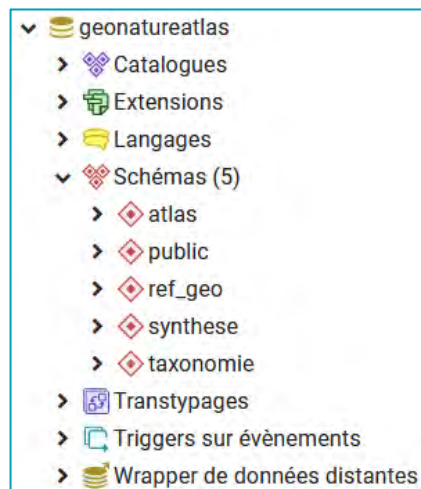 geonatureatlas
Catalogues
Extensions
Langages
Schémas (5)
atlas
public
ref_geo
synthese
taxonomie
Transtypages
Triggers sur évènements
Wrapper de données distantes